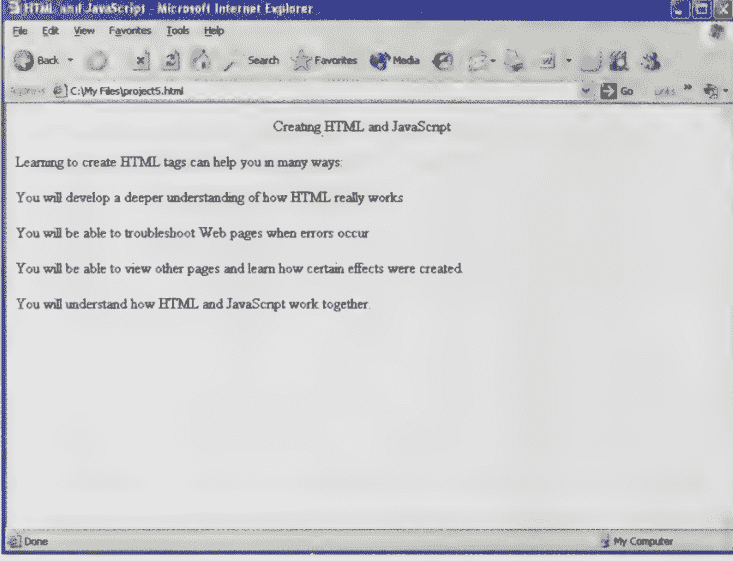 HTML and JavaScript - Microsoft Internet Explorer
File Edit View Favorites Tools Help
Back Search Favorites Media
Address C:\My Files\project5.html Go Links »
Creating HTML and JavaScript
Learning to create HTML tags can help you in many ways:
You will develop a deeper understanding of how HTML really works
You will be able to troubleshoot Web pages when errors occur
You will be able to view other pages and learn how certain effects were created
You will understand how HTML and JavaScript work together.
Done My Computer